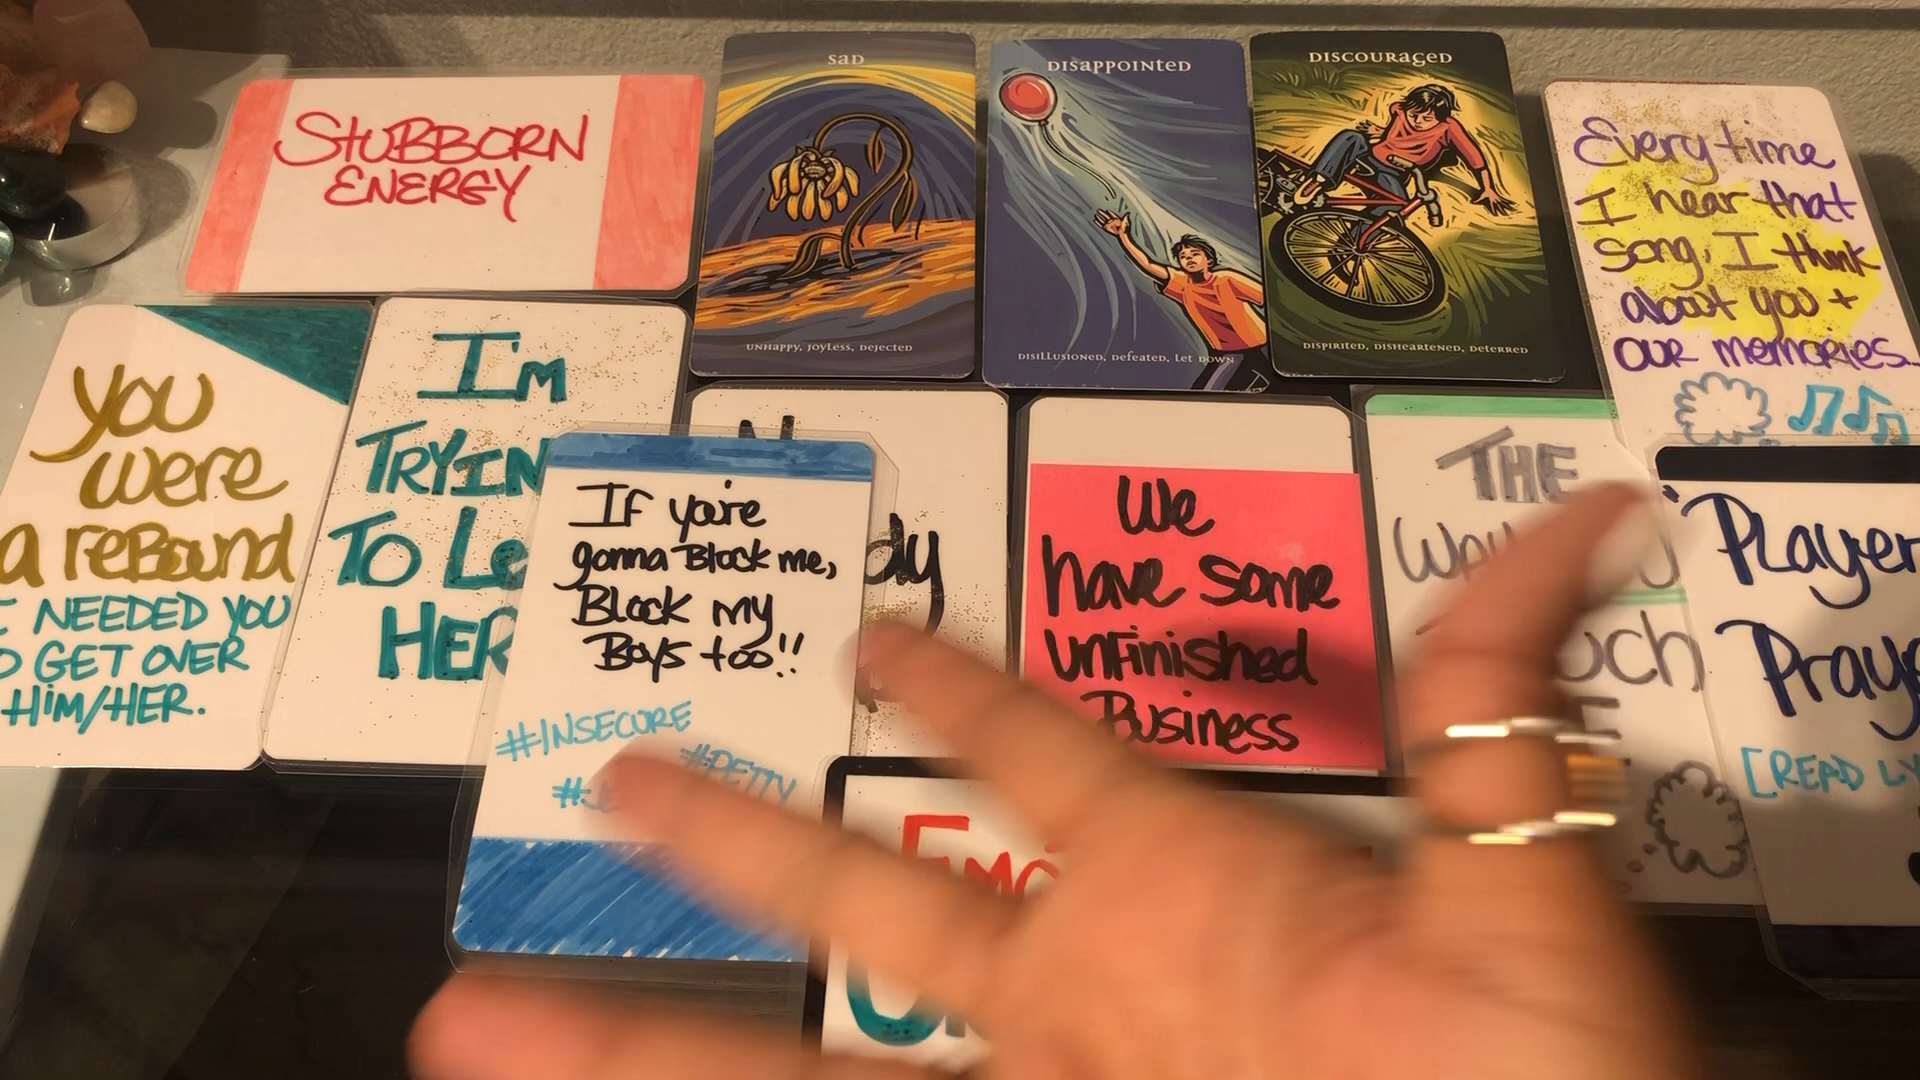 STUBBORN
ENERGY
SAD
UNHAPPY, JOYLESS, DEJECTED
DISAPPOINTED
DISILLUSIONED, DEFEATED, LET DOWN
DISCOURAGED
DISPIRITED, DISHEARTENED, DETERRED
Every time
I hear that
song, I think
about you +
our memories...
You
were
a rebound
NEEDED YOU
GET OVER
HIM/HER.
I'M
TRYIN
TO Le
HER
If you're
gonna Block me,
Block my
Boys too!!
#INSECURE
#PETTY
dy
We
have some
unfinished
Business
THE
Player
Praye
[READ LY
EMO